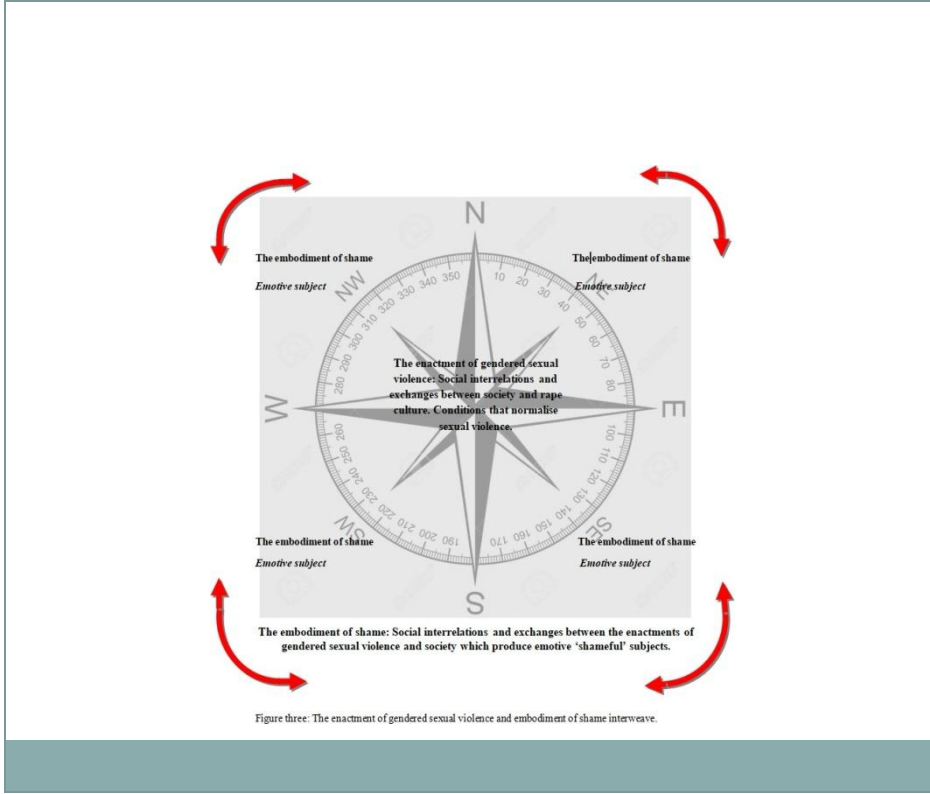 N
The embodiment of shame
The embodiment of shame
NW
NE
Emotive subject
Emotive subject
350
10
340
20
330
30
320
40
310
50
300
60
290
70
280
80
The enactment of gendered sexual
violence: Social interrelations and
exchanges between society and rape
culture. Conditions that normalise
sexual violence.
W
E
260
100
250
110
240
120
230
130
220
140
210
150
200
160
190
170
SW
SE
The embodiment of shame
The embodiment of shame
Emotive subject
Emotive subject
S
The embodiment of shame: Social interrelations and exchanges between the enactments of
gendered sexual violence and society which produce emotive ‘shameful’ subjects.
Figure three: The enactment of gendered sexual violence and embodiment of shame interweave.